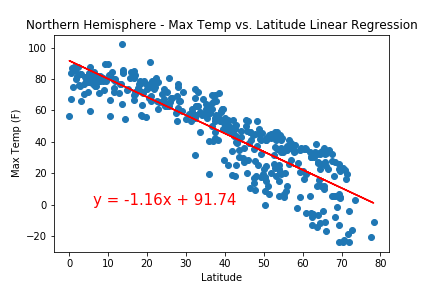 Northern Hemisphere - Max Temp vs. Latitude Linear Regression
100
80
60
40
20
0
−20
Max Temp (F)
y = -1.16x + 91.74
0 10 20 30 40 50 60 70 80
Latitude